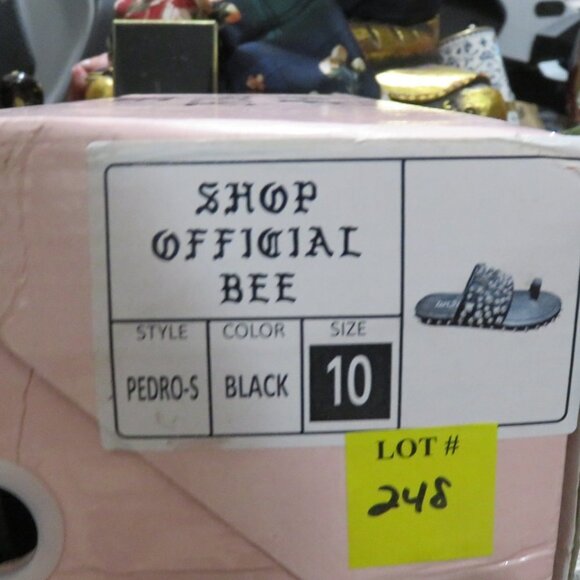 SHOP
OFFICIAL
BEE
STYLE COLOR SIZE
PEDRO-S BLACK 10
LOT #
248